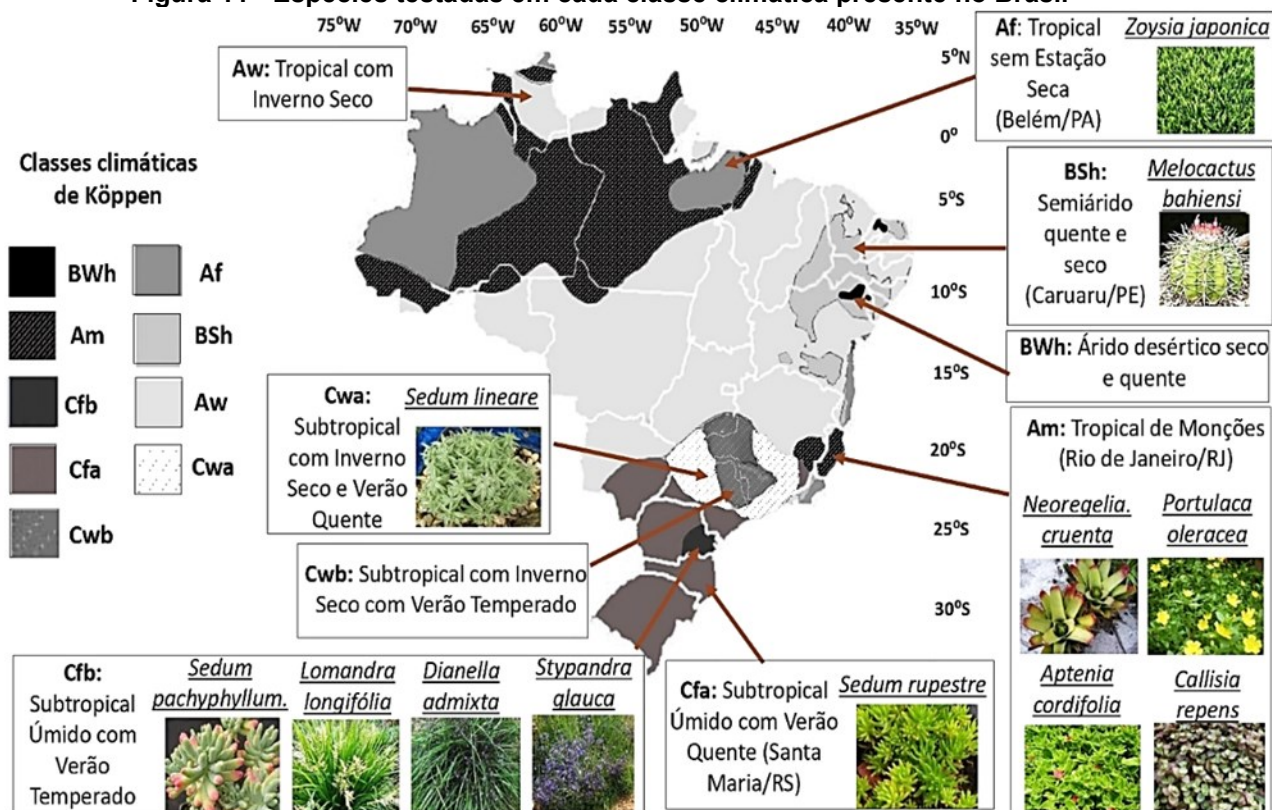 Figura 11 - Espécies testadas em cada classe climática presente no Brasil
75°W 70°W 65°W 60°W 55°W 50°W 45°W 40°W 35°W
5°N
0°
5°S
10°S
15°S
20°S
25°S
30°S
Aw: Tropical com
Inverno Seco
Af: Tropical
sem Estação
Seca
(Belém/PA)
Zoysia japonica
Classes climáticas
de Köppen
BWh
Af
Am
BSh
Cfb
Aw
Cfa
Cwa
Cwb
BSh:
Semiárido
quente e
seco
(Caruaru/PE)
Melocactus
bahiensi
BWh: Árido desértico seco
e quente
Cwa:
Subtropical
com Inverno
Seco e Verão
Quente
Sedum lineare
Am: Tropical de Monções
(Rio de Janeiro/RJ)
Neoregelia.
cruenta
Portulaca
oleracea
Aptenia
cordifolia
Callisia
repens
Cwb: Subtropical com Inverno
Seco com Verão Temperado
Cfb:
Subtropical
Úmido com
Verão
Temperado
Sedum
pachyphyllum.
Lomandra
longifólia
Dianella
admixta
Stypandra
glauca
Cfa: Subtropical
Úmido com Verão
Quente (Santa
Maria/RS)
Sedum rupestre